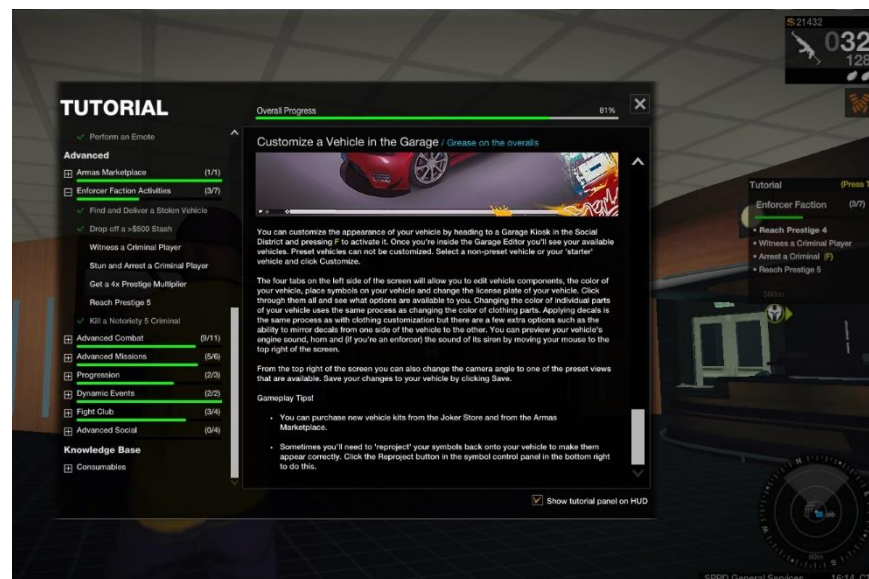 $21432
032
128
TUTORIAL
Overall Progress
81%
Perform an Emote
Advanced
Armas Marketplace (1/1)
Enforcer Faction Activities (3/7)
Find and Deliver a Stolen Vehicle
Drop off a >$500 Stash
Witness a Criminal Player
Stun and Arrest a Criminal Player
Get a 4x Prestige Multiplier
Reach Prestige 5
Kill a Notoriety 5 Criminal
Advanced Combat (9/11)
Advanced Missions (5/6)
Progression (2/3)
Dynamic Events (2/2)
Fight Club (3/4)
Advanced Social (0/4)
Knowledge Base
Consumables
Customize a Vehicle in the Garage / Grease on the overalls
You can customize the appearance of your vehicle by heading to a Garage Kiosk in the Social
District and pressing F to activate it. Once you're inside the Garage Editor you'll see your available
vehicles. Preset vehicles can not be customized. Select a non-preset vehicle or your 'starter'
vehicle and click Customize.
The four tabs on the left side of the screen will allow you to edit vehicle components, the color of
your vehicle, place symbols on your vehicle and change the license plate of your vehicle. Click
through them all and see what options are available to you. Changing the color of individual parts
of your vehicle uses the same process as changing the color of clothing parts. Applying decals is
the same process as with clothing customization but there are a few extra options such as the
ability to mirror decals from one side of the vehicle to the other. You can preview your vehicle's
engine sound, horn and (if you're an enforcer) the sound of its siren by moving your mouse to the
top right of the screen.
From the top right of the screen you can also change the camera angle to one of the preset views
that are available. Save your changes to your vehicle by clicking Save.
Gameplay Tips!
• You can purchase new vehicle kits from the Joker Store and from the Armas
Marketplace.
• Sometimes you'll need to 'reproject' your symbols back onto your vehicle to make them
appear correctly. Click the Reproject button in the symbol control panel in the bottom right
to do this.
Show tutorial panel on HUD
Tutorial (Press
Enforcer Faction (3/7)
• Reach Prestige 4
• Witness a Criminal Player
• Arrest a Criminal (F)
• Reach Prestige 5
368m
N
E
S
W
60m
SPPD General Services 16:14